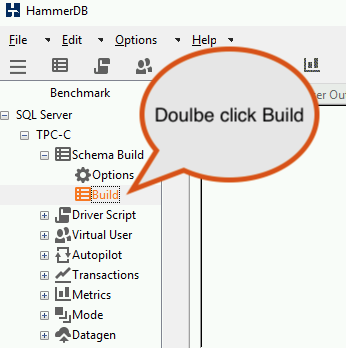 HammerDB
File Edit Options Help
Benchmark
er Out
Doulbe click Build
SQL Server
TPC-C
Schema Build
Options
Build
Driver Script
Virtual User
Autopilot
Transactions
Metrics
Mode
Datagen